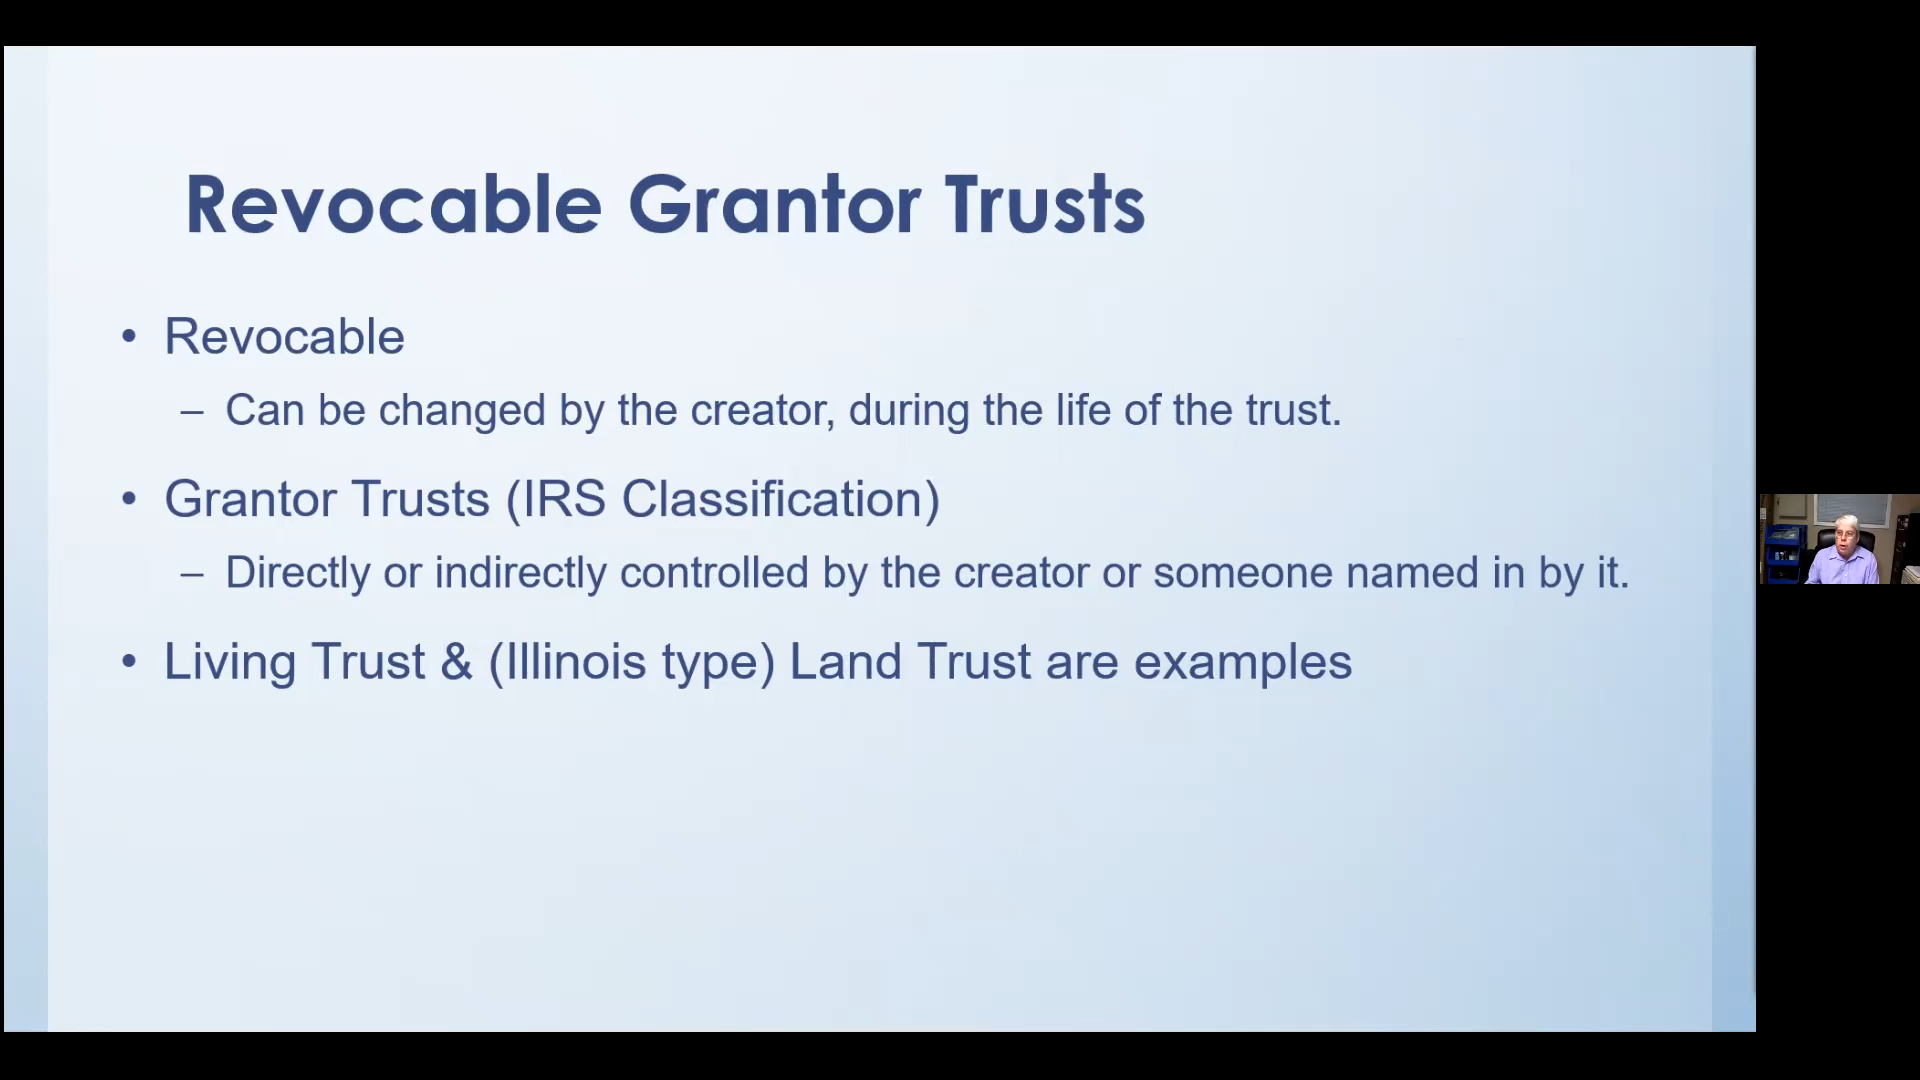 Revocable Grantor Trusts
• Revocable
– Can be changed by the creator, during the life of the trust.
• Grantor Trusts (IRS Classification)
– Directly or indirectly controlled by the creator or someone named in by it.
• Living Trust & (Illinois type) Land Trust are examples